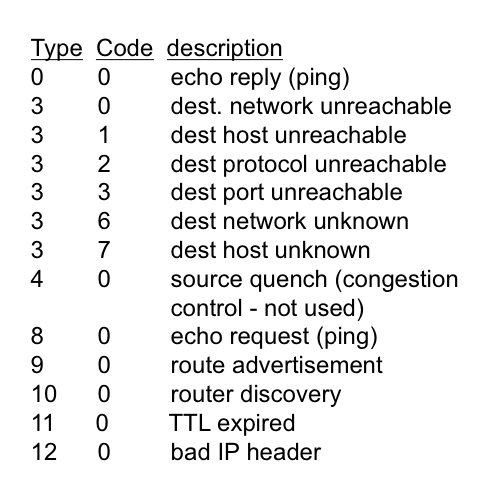 Type Code description
0 0 echo reply (ping)
3 0 dest. network unreachable
3 1 dest host unreachable
3 2 dest protocol unreachable
3 3 dest port unreachable
3 6 dest network unknown
3 7 dest host unknown
4 0 source quench (congestion
control - not used)
8 0 echo request (ping)
9 0 route advertisement
10 0 router discovery
11 0 TTL expired
12 0 bad IP header